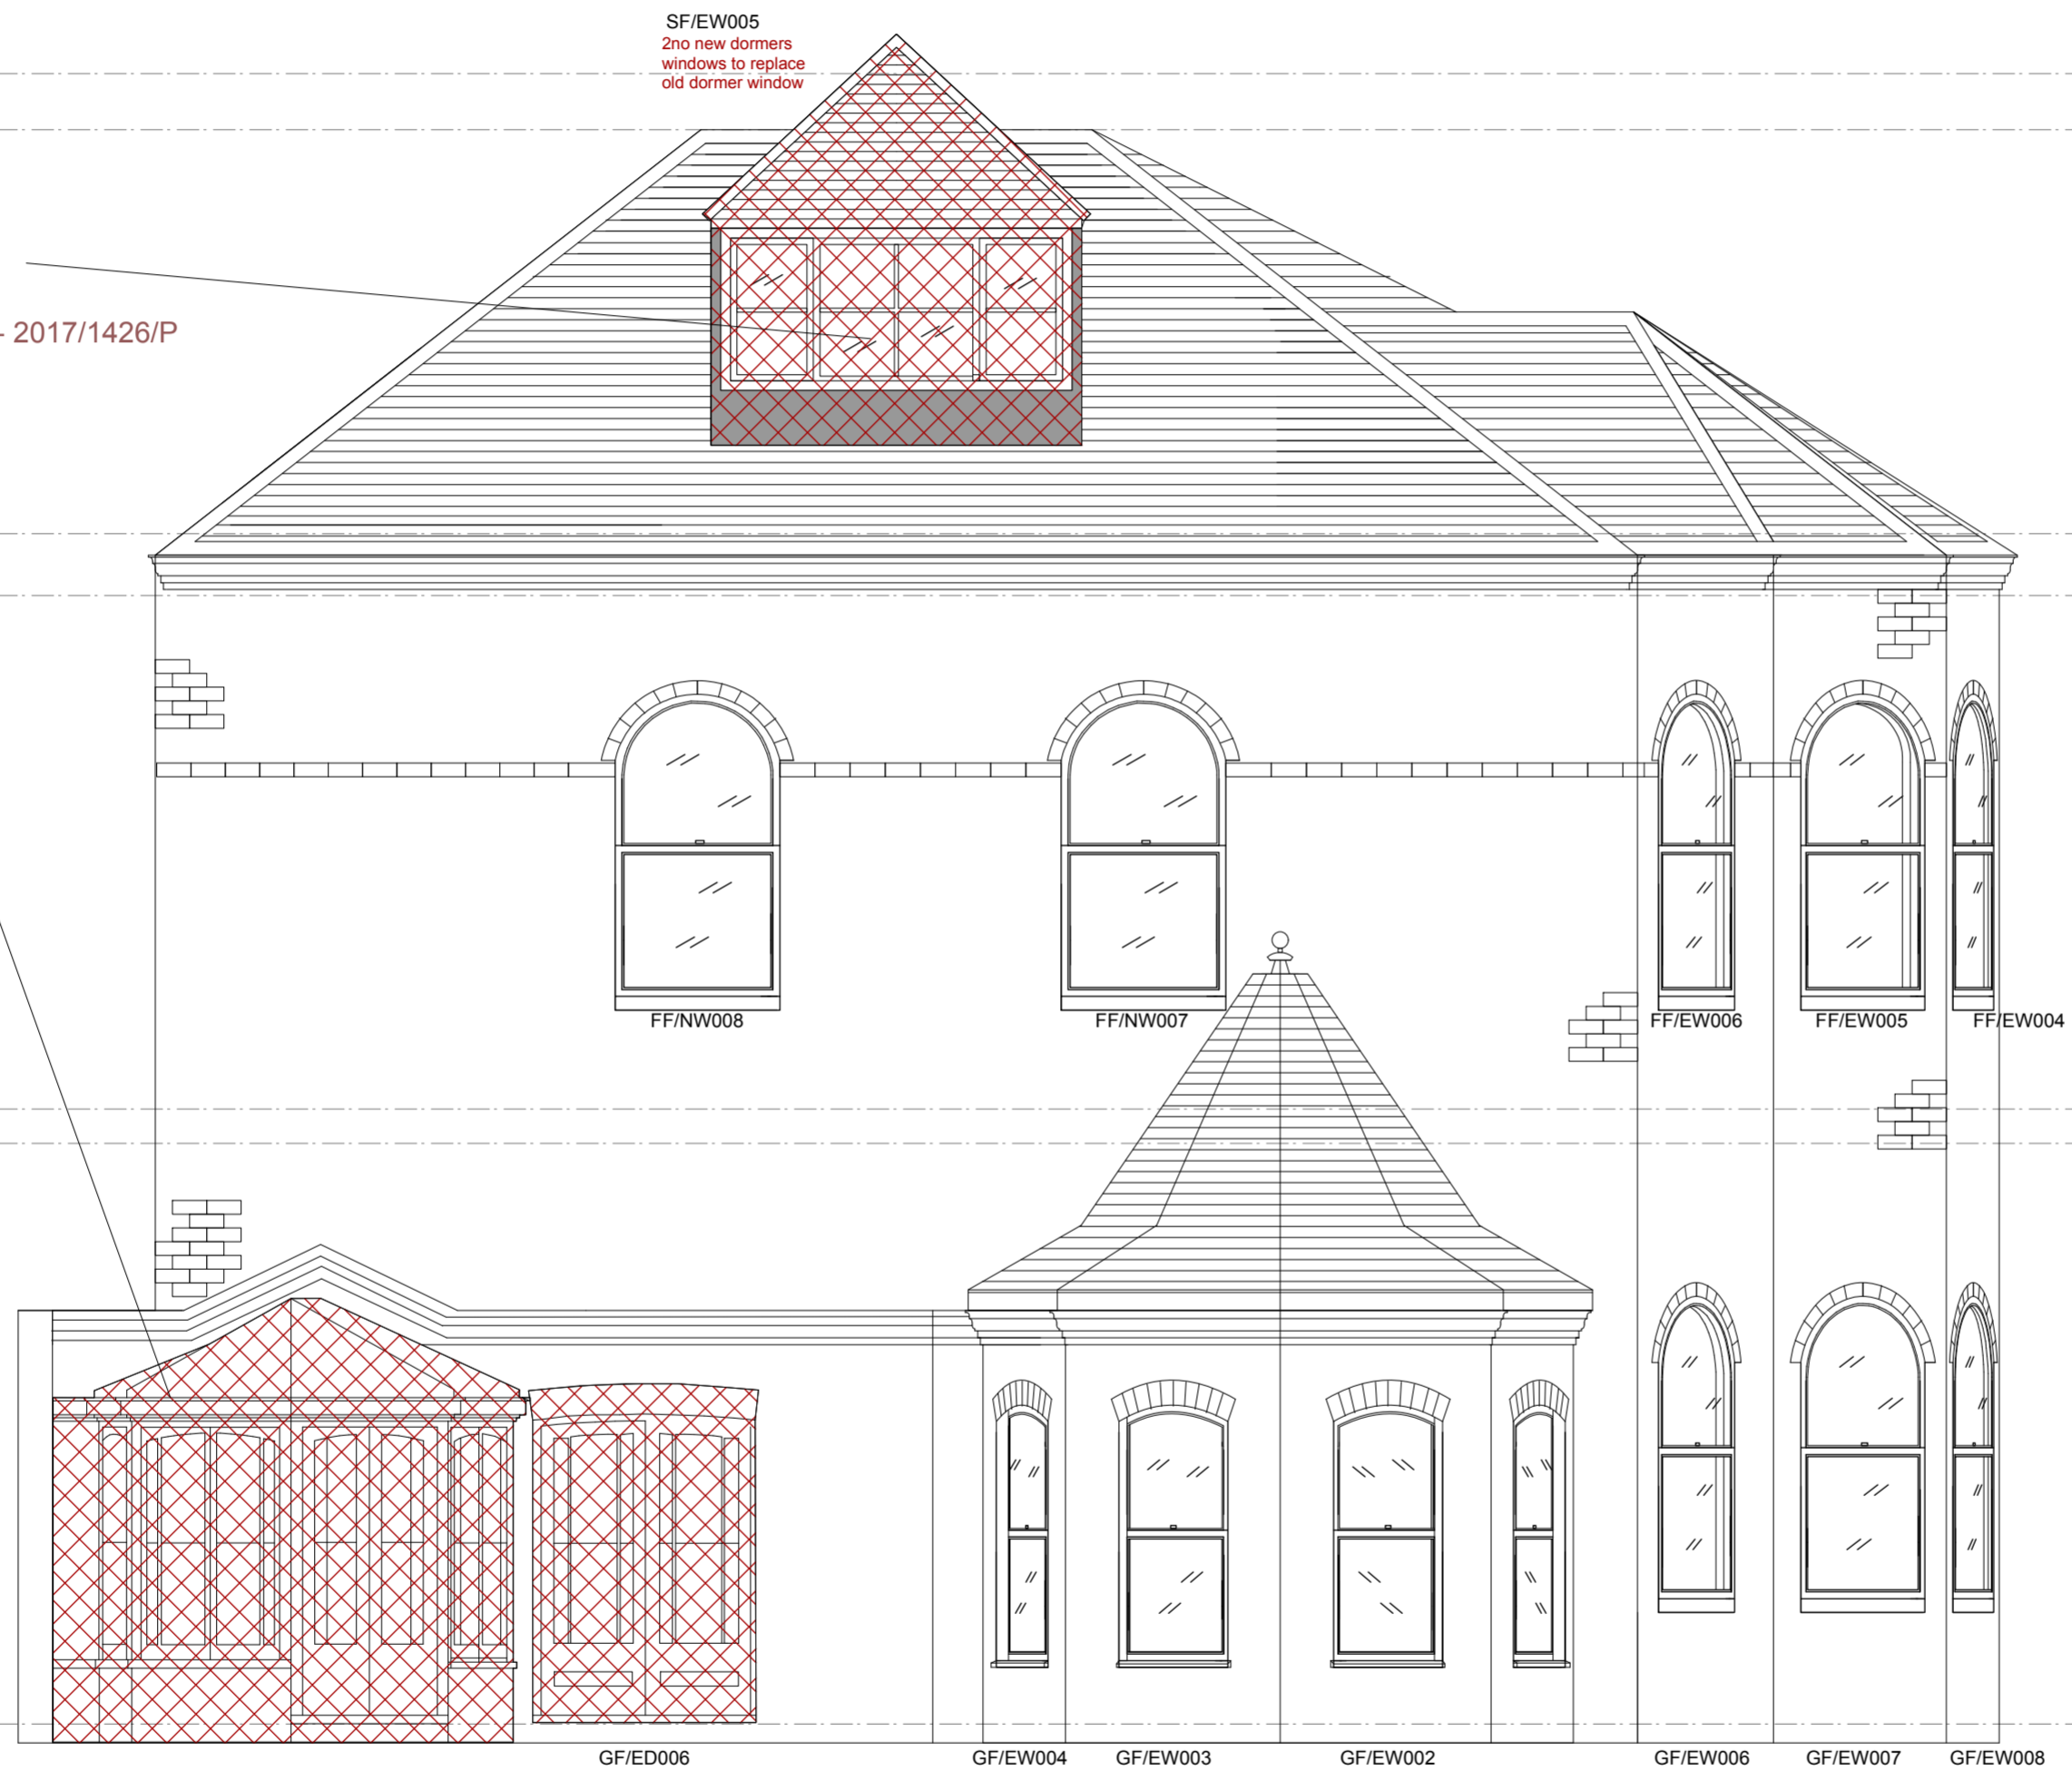 SF/EW005
2no new dormers
windows to replace
old dormer window
- 2017/1426/P
FF/NW008
FF/NW007
FF/EW006
FF/EW005
FF/EW004
GF/ED006
GF/EW004
GF/EW003
GF/EW002
GF/EW006
GF/EW007
GF/EW008